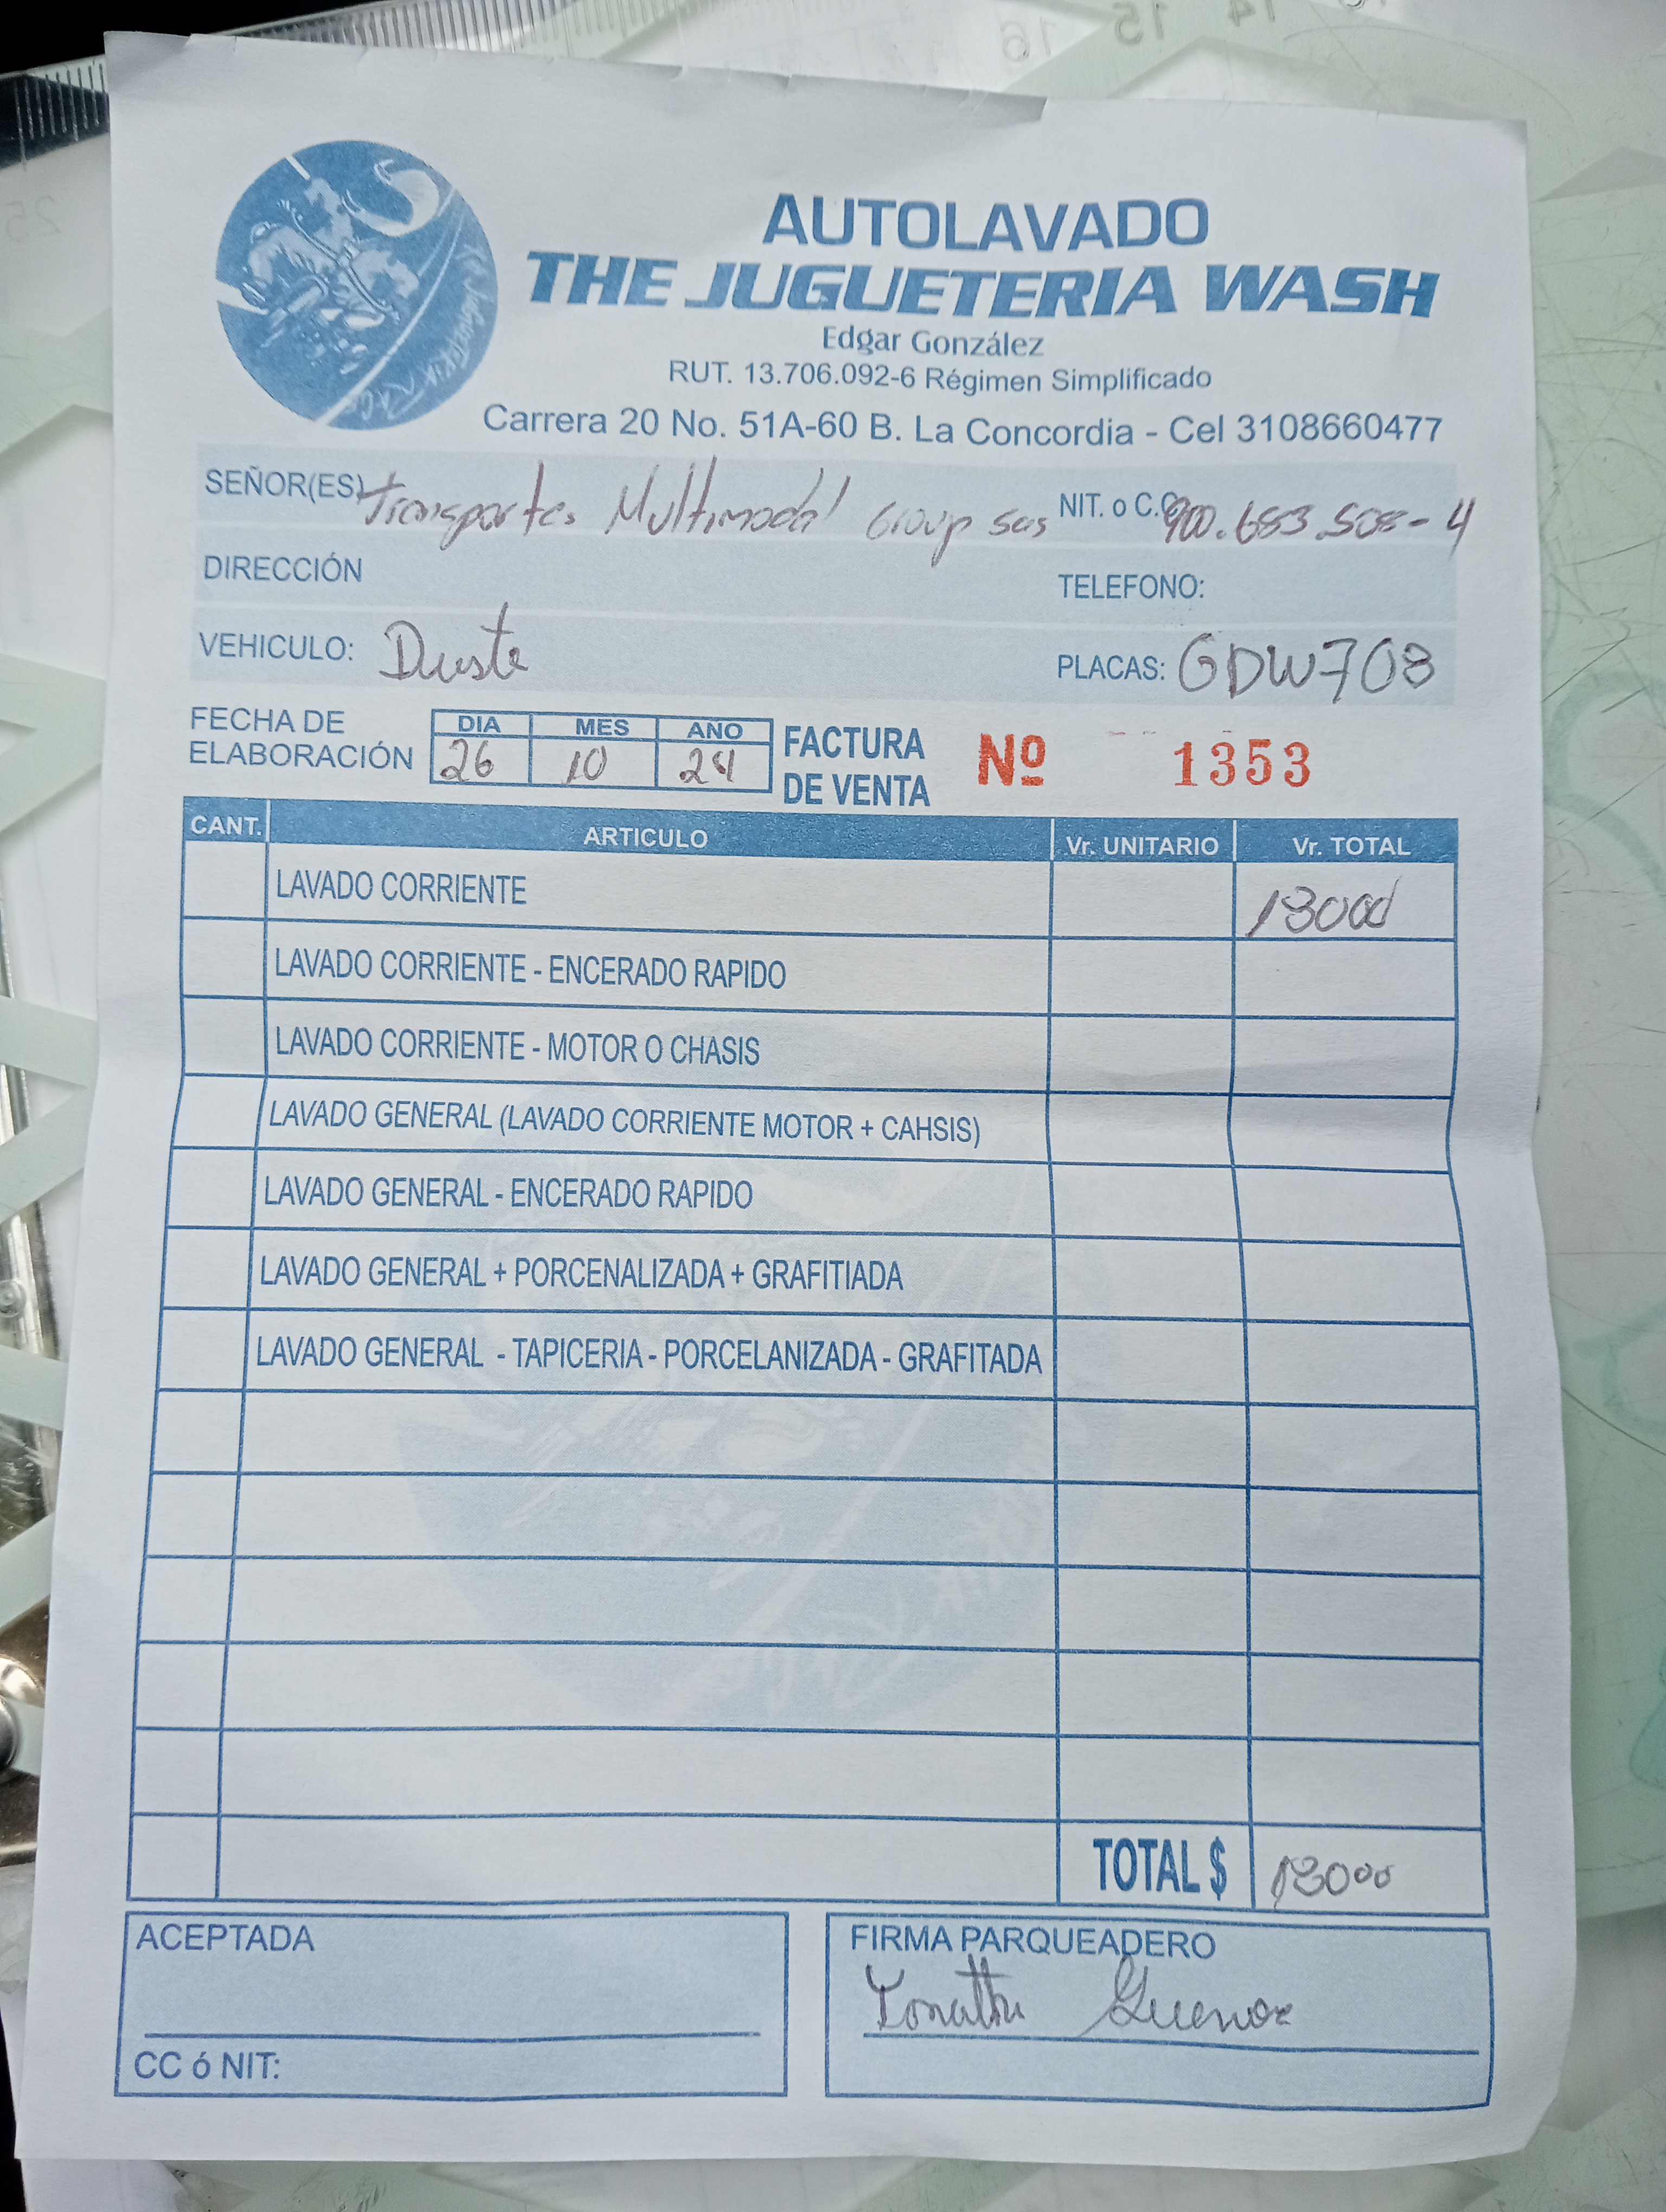 AUTOLAVADO
THE JUGUETERIA WASH
Edgar González
RUT. 13.706.092-6 Régimen Simplificado
Carrera 20 No. 51A-60 B. La Concordia - Cel 3108660477
SEÑOR(ES) Transportes Multimodal Group sas NIT. o C.C. 900.683.508-4
DIRECCIÓN TELEFONO:
VEHICULO: Duste PLACAS: GDW708
FECHA DE ELABORACIÓN DIA MES AÑO 26 10 24 FACTURA DE VENTA Nº 1353
CANT. ARTICULO Vr. UNITARIO Vr. TOTAL
LAVADO CORRIENTE 18000
LAVADO CORRIENTE - ENCERADO RAPIDO
LAVADO CORRIENTE - MOTOR O CHASIS
LAVADO GENERAL (LAVADO CORRIENTE MOTOR + CAHSIS)
LAVADO GENERAL - ENCERADO RAPIDO
LAVADO GENERAL + PORCENALIZADA + GRAFITIADA
LAVADO GENERAL - TAPICERIA - PORCELANIZADA - GRAFITADA
TOTAL $ 18000
ACEPTADA FIRMA PARQUEADERO
CC ó NIT: